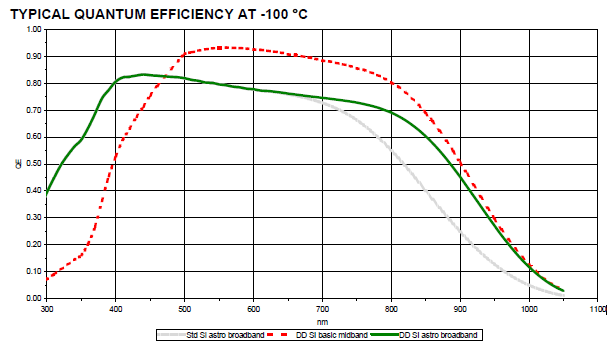 TYPICAL QUANTUM EFFICIENCY AT -100 °C
1.00
0.90
0.80
0.70
0.60
0.50
0.40
0.30
0.20
0.10
0.00
QE
300 400 500 600 700 800 900 1000 1100
nm
Std Si astro broadband DD Si basic midband DD Si astro broadband